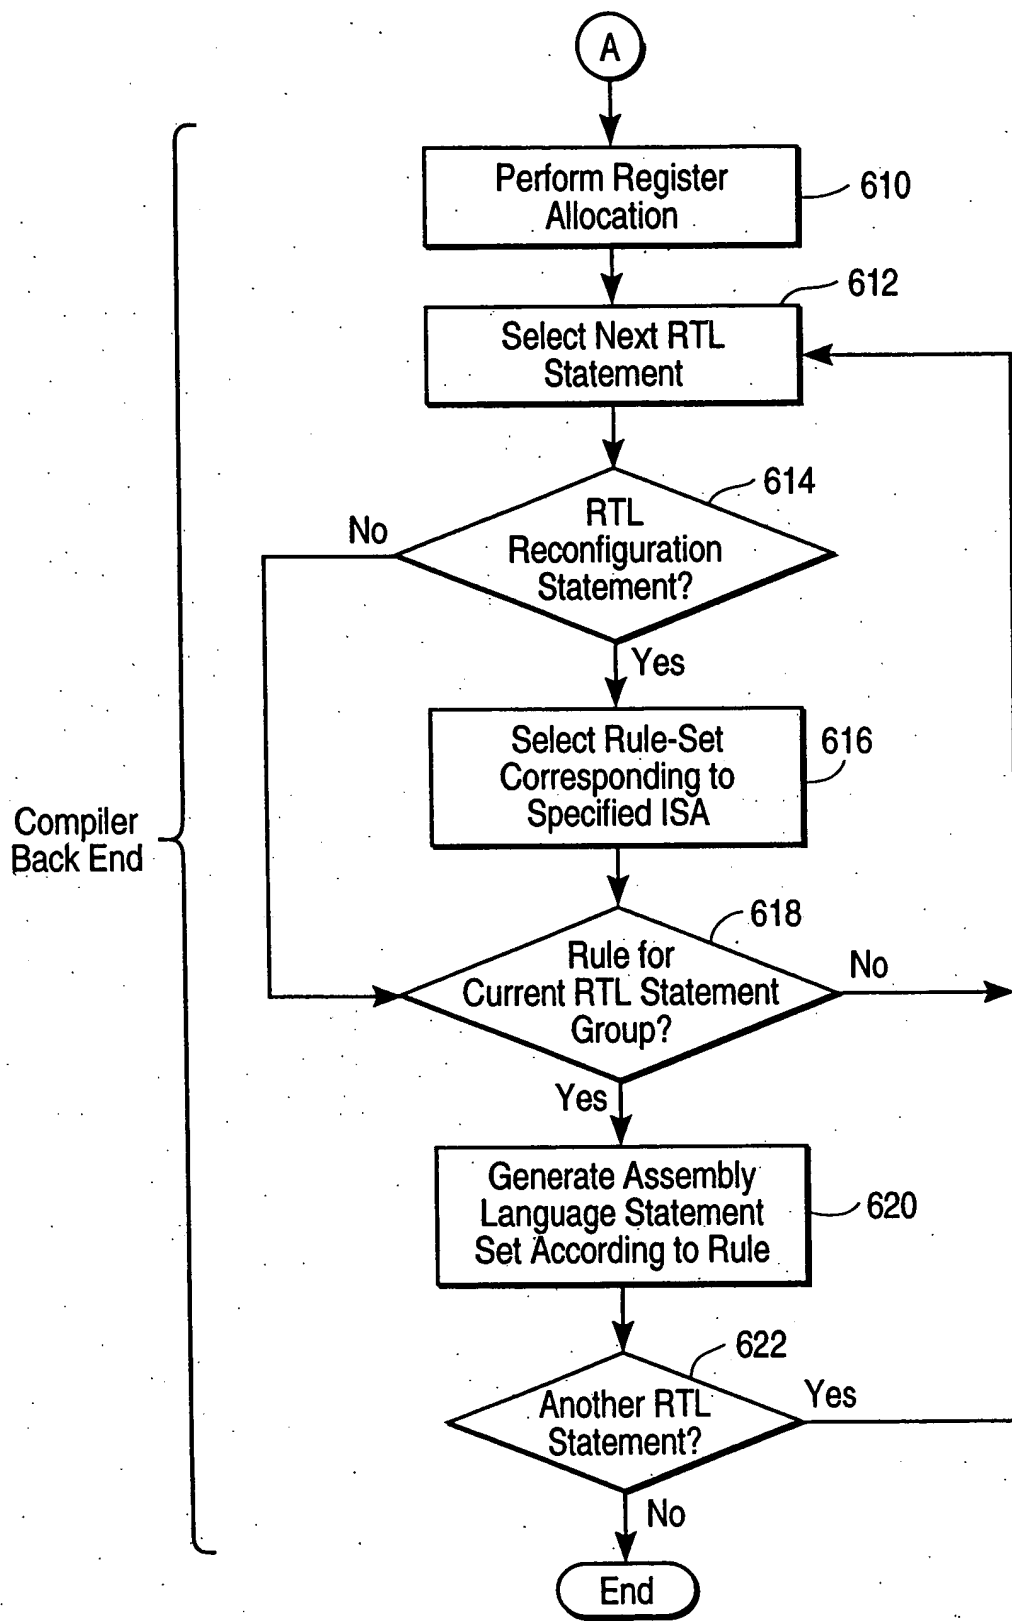 A
Perform Register
Allocation
610
612
Select Next RTL
Statement
614
No
RTL
Reconfiguration
Statement?
Yes
Select Rule-Set
Corresponding to
Specified ISA
616
Compiler
Back End
618
Rule for
Current RTL Statement
Group?
No
Yes
Generate Assembly
Language Statement
Set According to Rule
620
622
Another RTL
Statement?
Yes
No
End